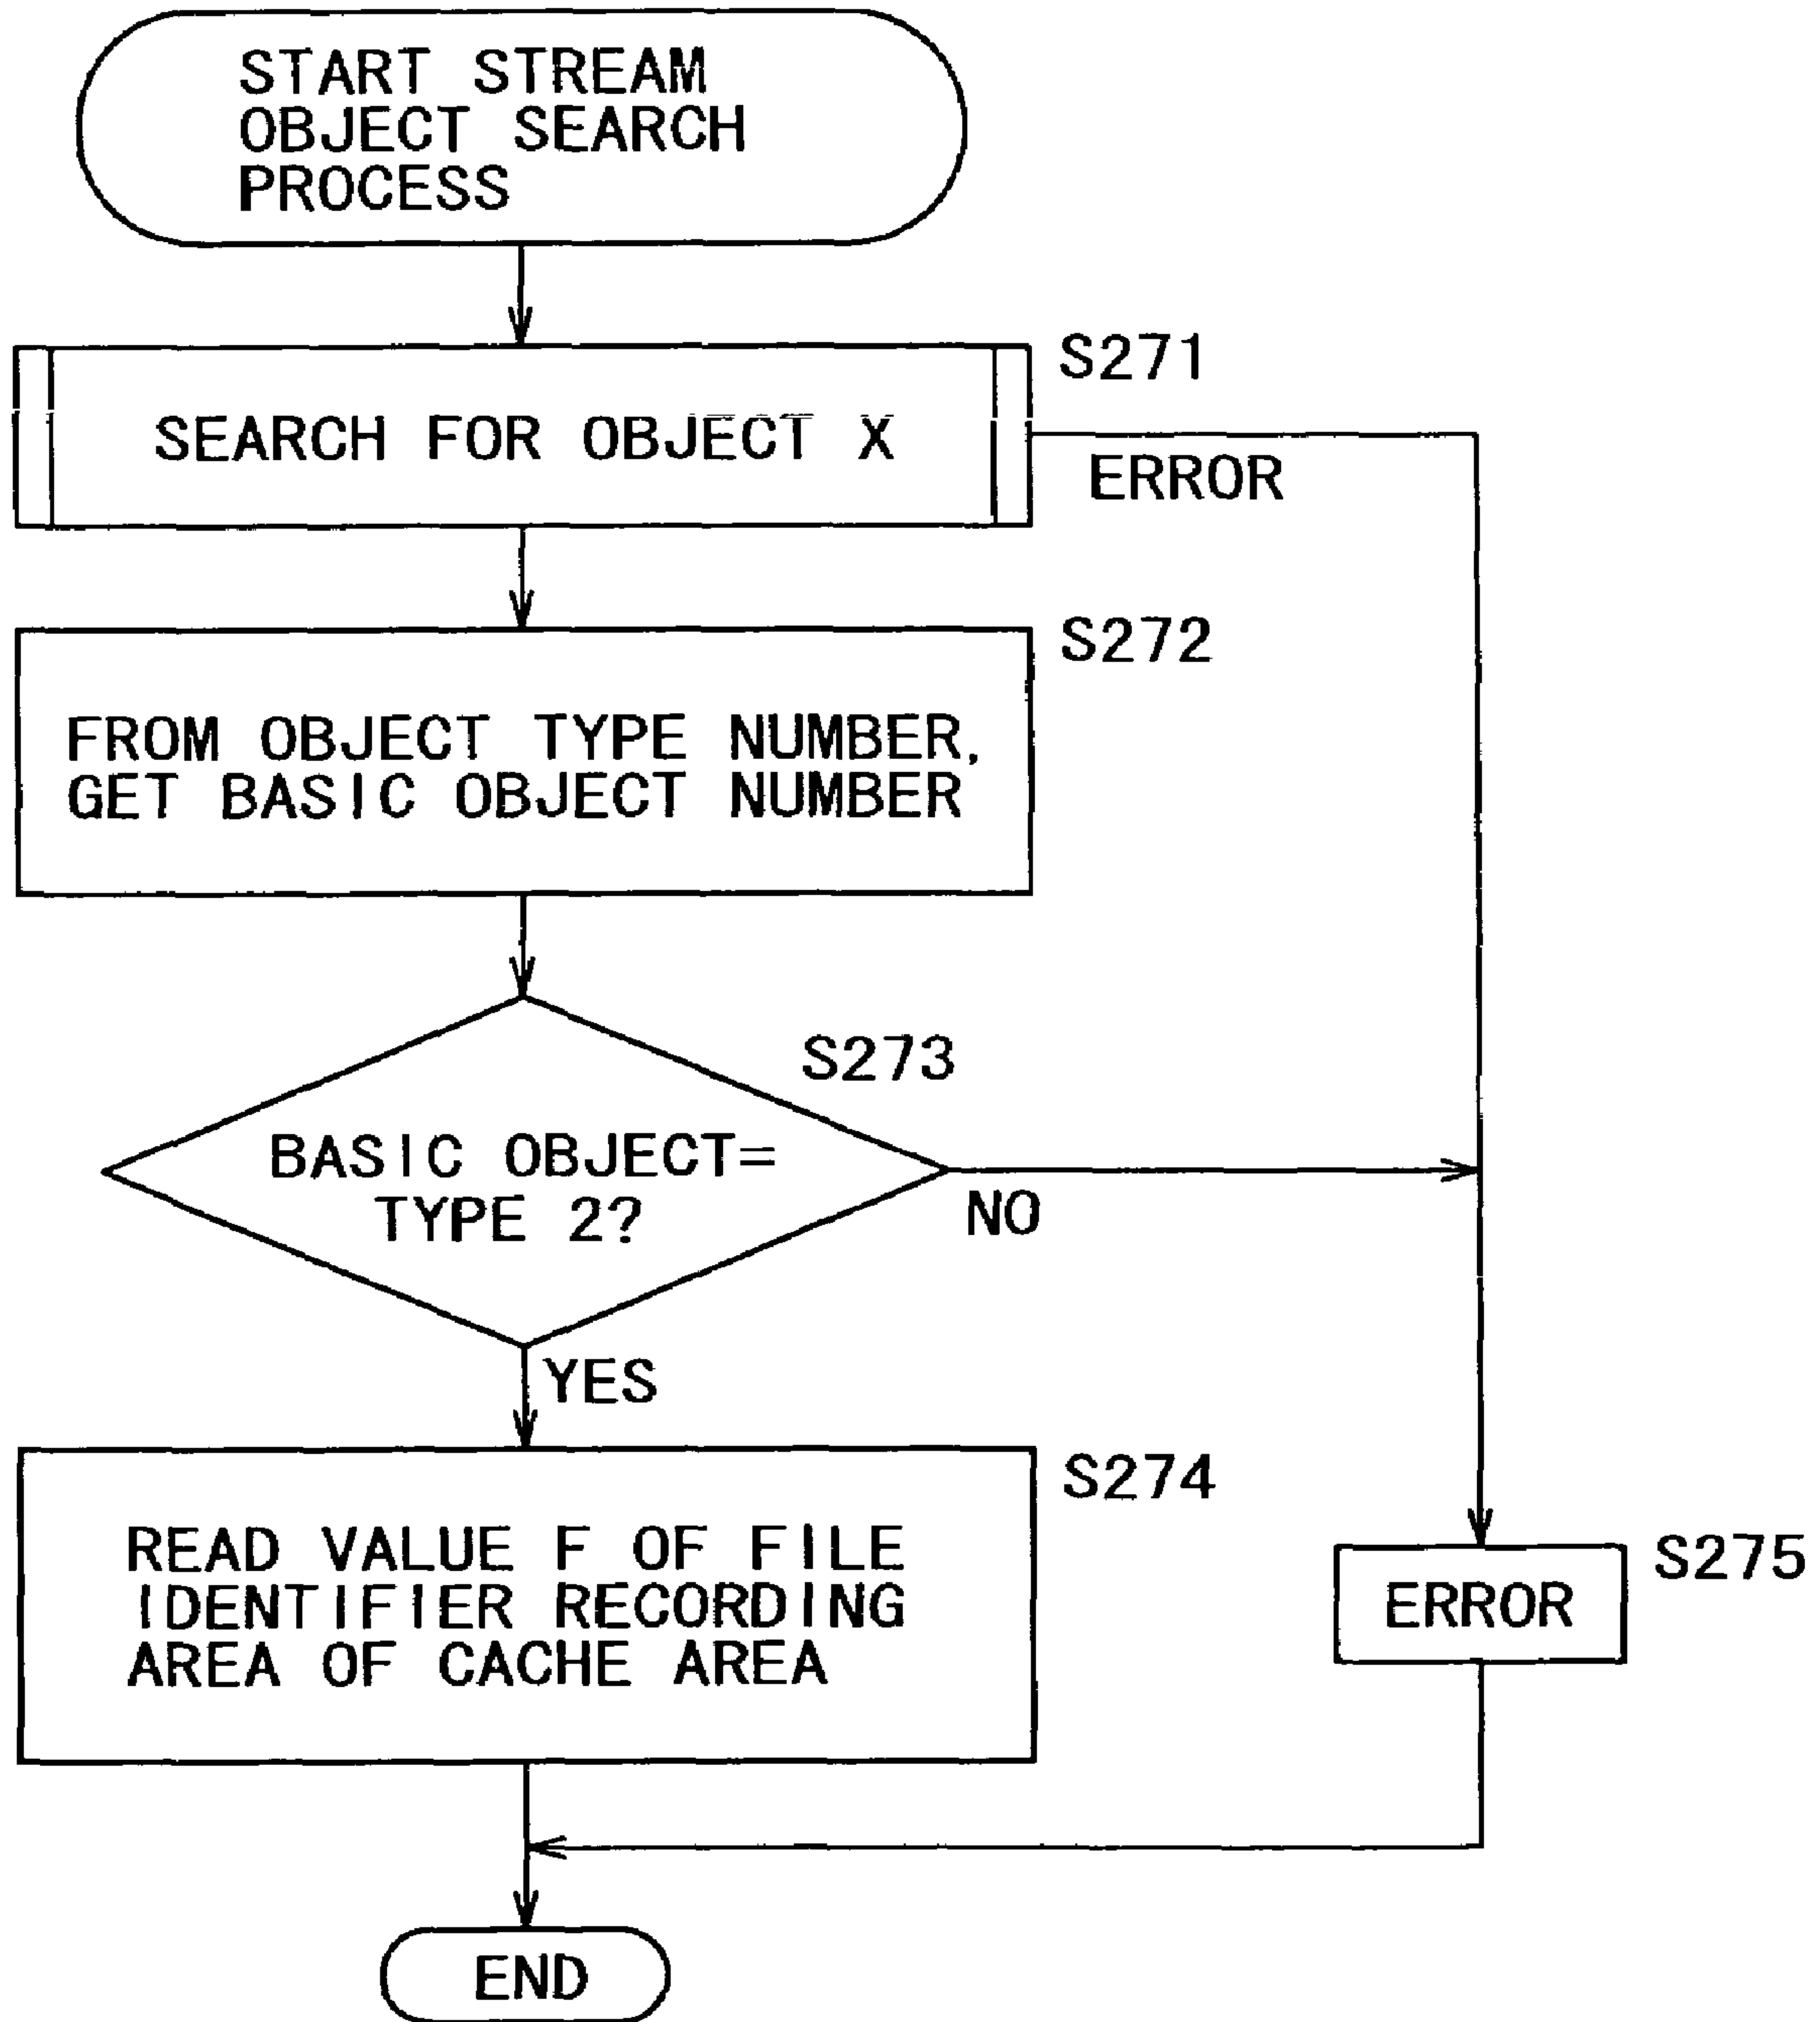 START STREAM
OBJECT SEARCH
PROCESS
S271
SEARCH FOR OBJECT X
ERROR
S272
FROM OBJECT TYPE NUMBER,
GET BASIC OBJECT NUMBER
S273
BASIC OBJECT=
TYPE 2?
NO
YES
S274
READ VALUE F OF FILE
IDENTIFIER RECORDING
AREA OF CACHE AREA
S275
ERROR
END